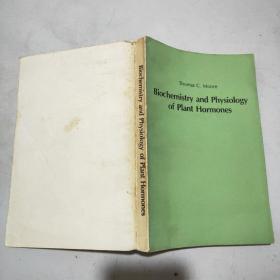 Biochemistry and Physiology
of Plant Hormones
Thomas C. Moore
Biochemistry and Physiology
of Plant Hormones